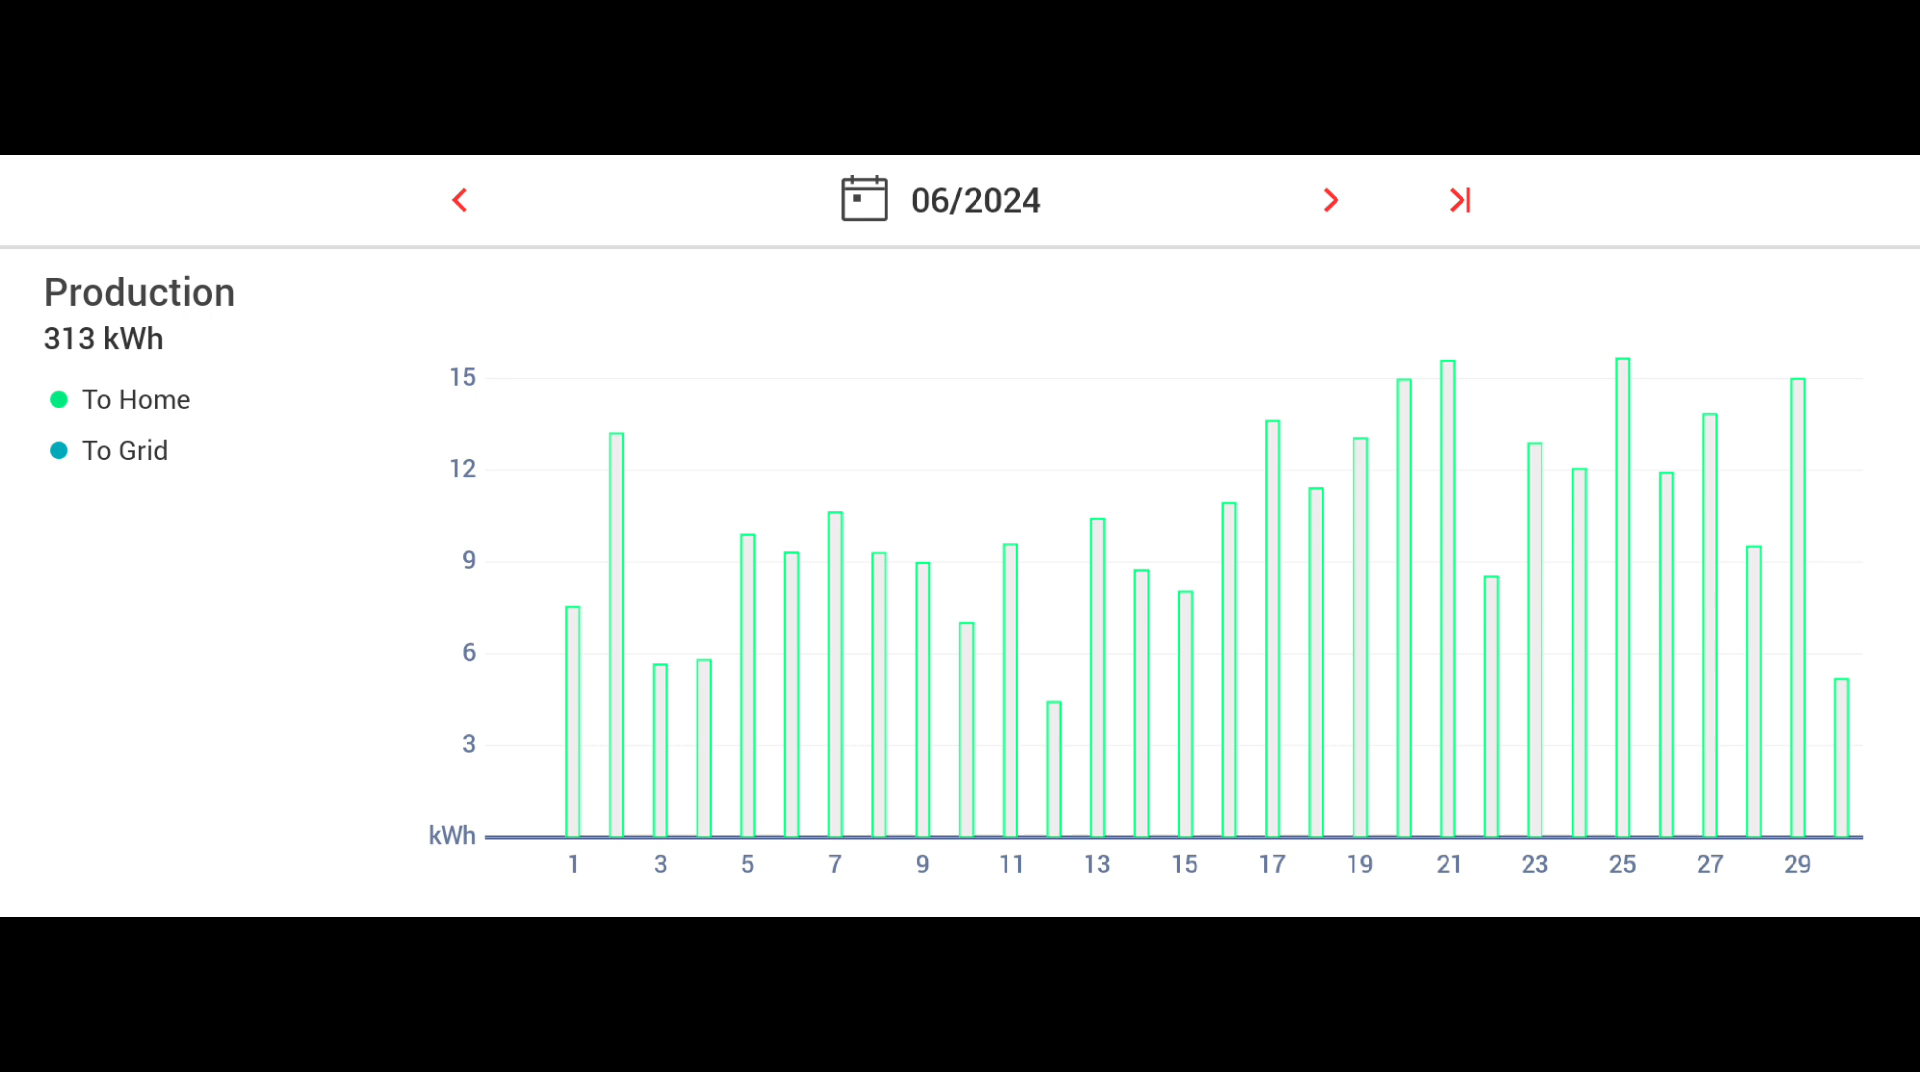 06/2024
Production
313 kWh
To Home
To Grid
15
12
9
6
3
kWh
1 3 5 7 9 11 13 15 17 19 21 23 25 27 29